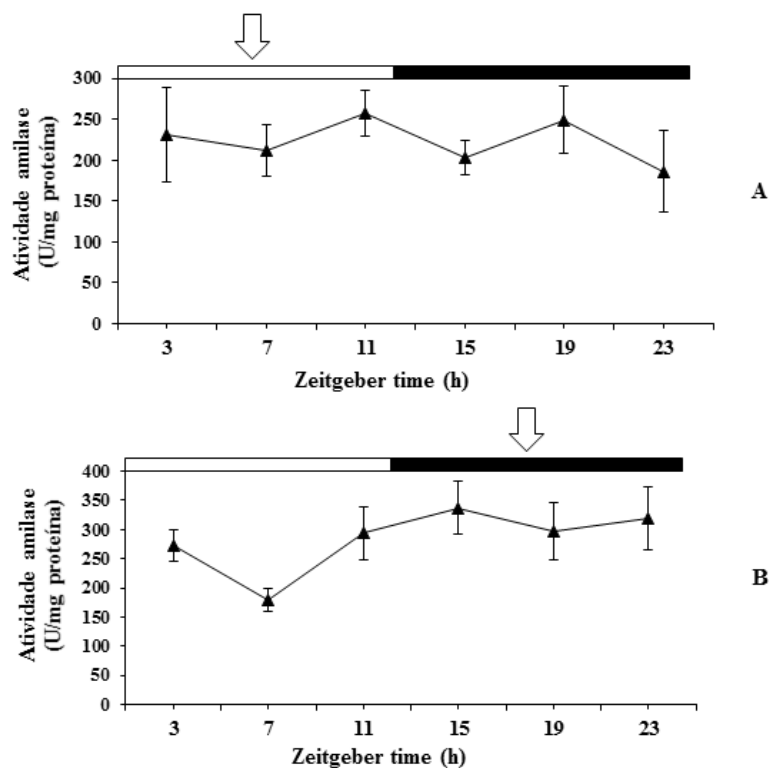 300
250
200
150
100
50
0
Atividade amilase
(U/mg proteína)
3 7 11 15 19 23
Zeitgeber time (h)
A
400
350
300
250
200
150
100
50
0
Atividade amilase
(U/mg proteína)
3 7 11 15 19 23
Zeitgeber time (h)
B